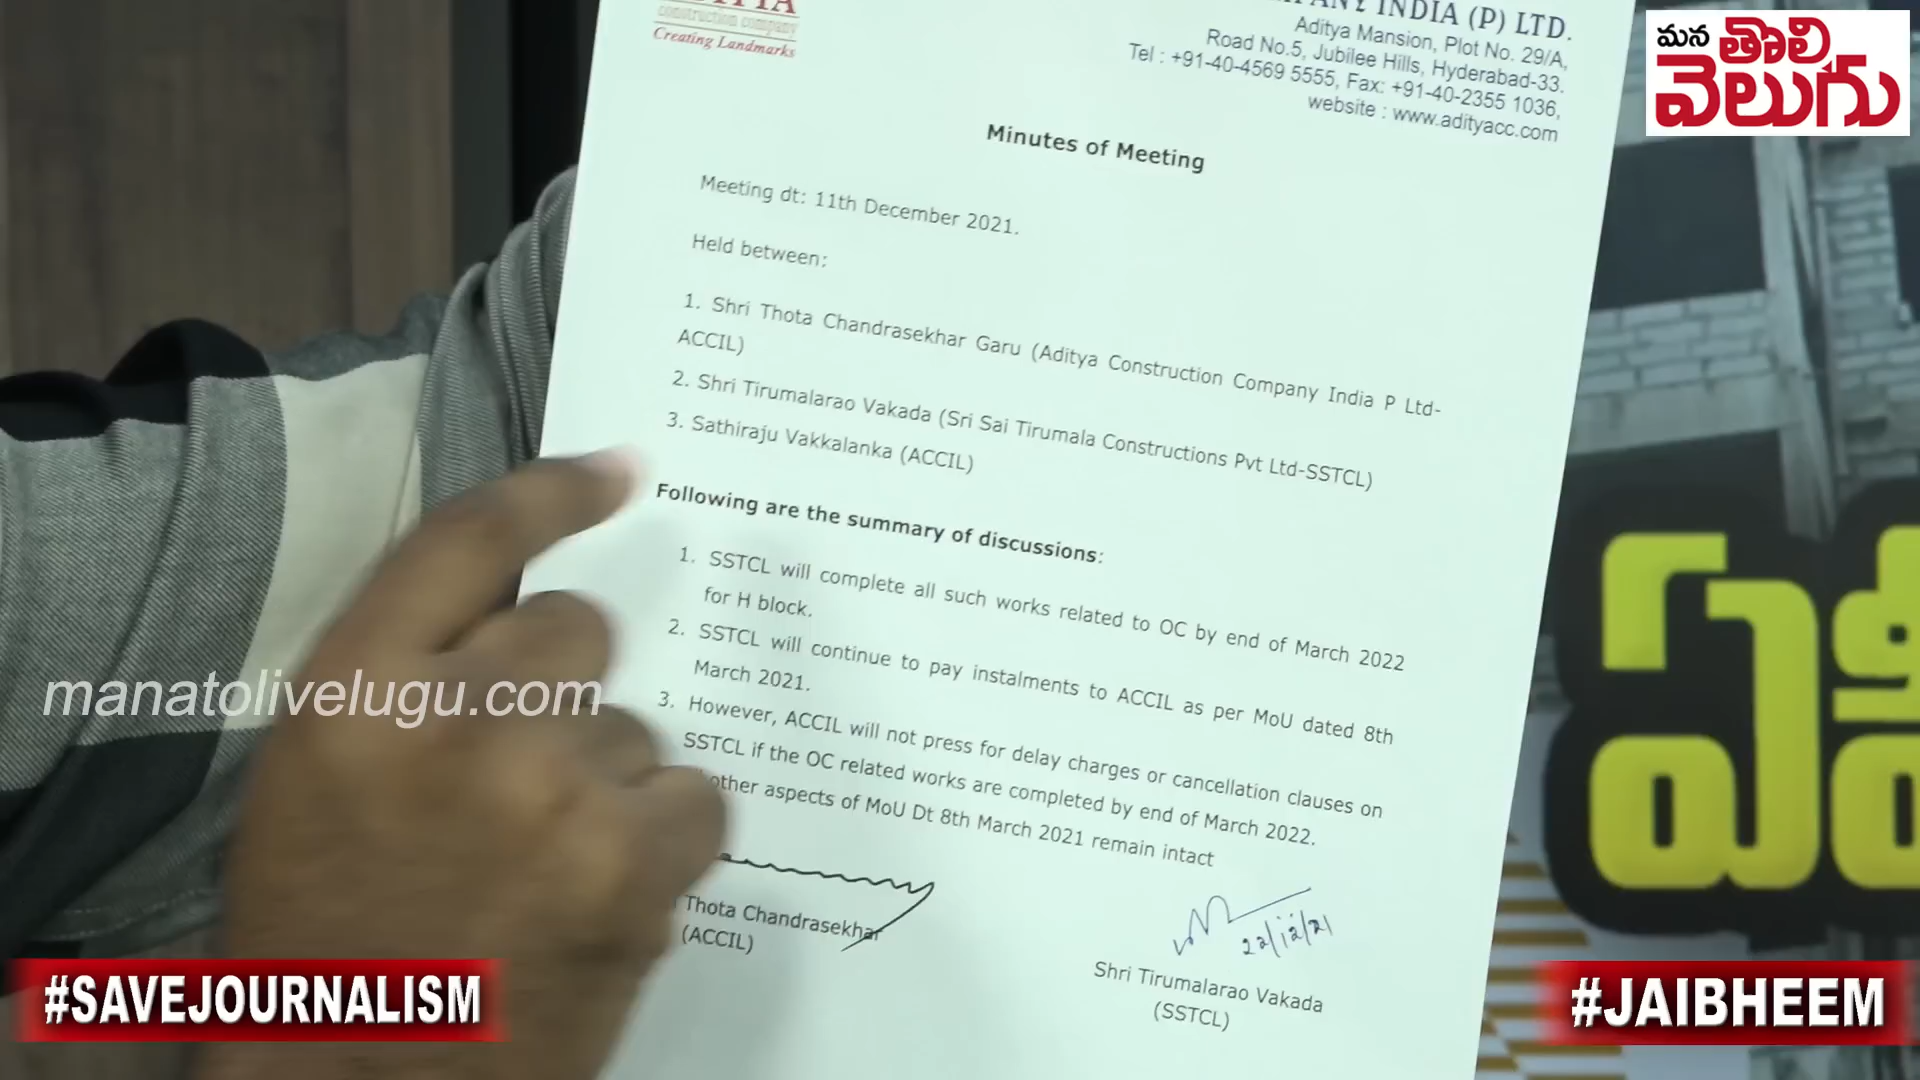 construction company
Creating Landmarks
INDIA (P) LTD.
Aditya Mansion, Plot No. 29/A,
Road No.5, Jubilee Hills, Hyderabad-33.
Tel : +91-40-4569 5555, Fax: +91-40-2355 1036,
website : www.adityacc.com
మన
తొలి
వెలుగు
Minutes of Meeting
Meeting dt: 11th December 2021.
Held between:
1. Shri Thota Chandrasekhar Garu (Aditya Construction Company India P Ltd-
ACCIL)
2. Shri Tirumalarao Vakada (Sri Sai Tirumala Constructions Pvt Ltd-SSTCL)
3. Sathiraju Vakkalanka (ACCIL)
Following are the summary of discussions:
1. SSTCL will complete all such works related to OC by end of March 2022
for H block.
2. SSTCL will continue to pay instalments to ACCIL as per MoU dated 8th
March 2021.
3. However, ACCIL will not press for delay charges or cancellation clauses on
SSTCL if the OC related works are completed by end of March 2022.
other aspects of MoU Dt 8th March 2021 remain intact
22/12/21
Thota Chandrasekhar
(ACCIL)
Shri Tirumalarao Vakada
(SSTCL)
manatolivelugu.com
#SAVEJOURNALISM
#JAIBHEEM